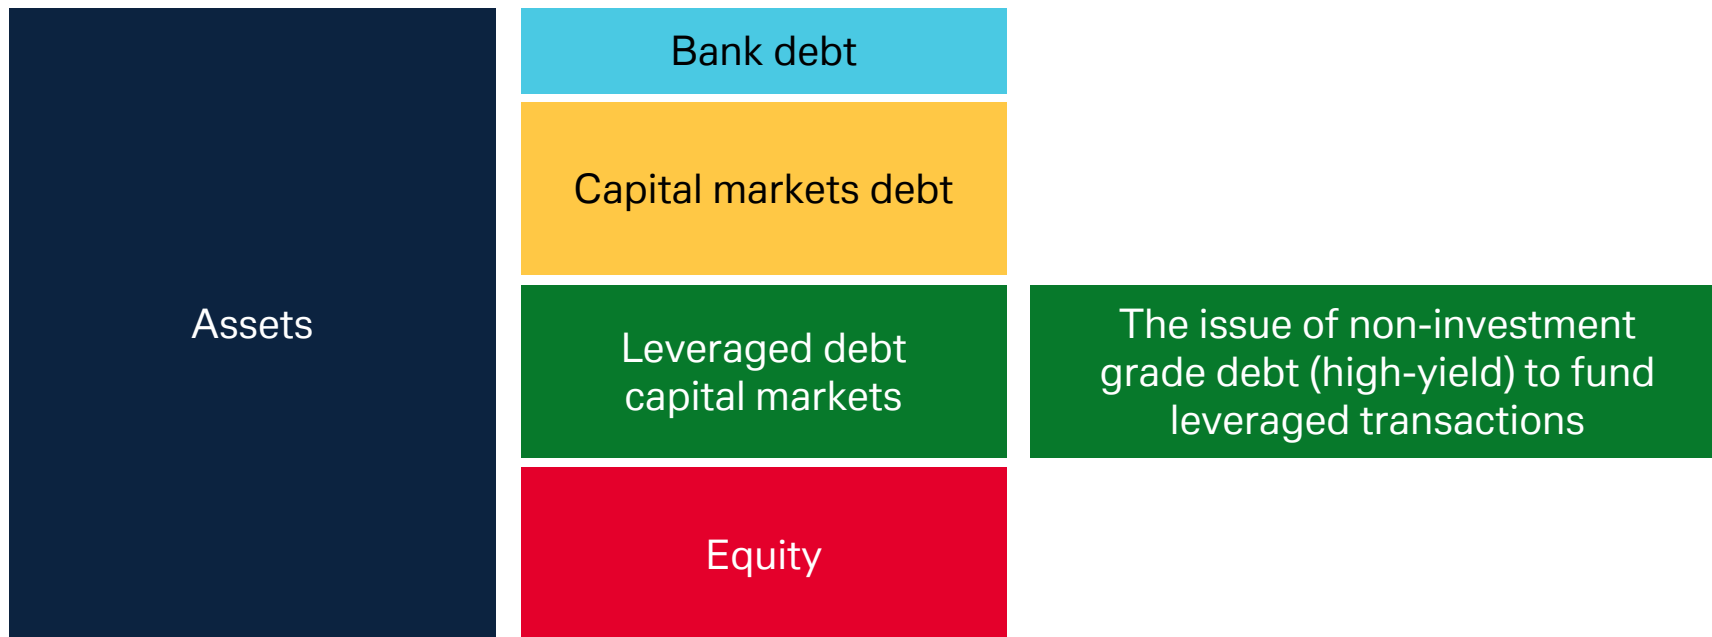 Bank debt
Capital markets debt
Assets
Leveraged debt
capital markets
The issue of non-investment
grade debt (high-yield) to fund
leveraged transactions
Equity